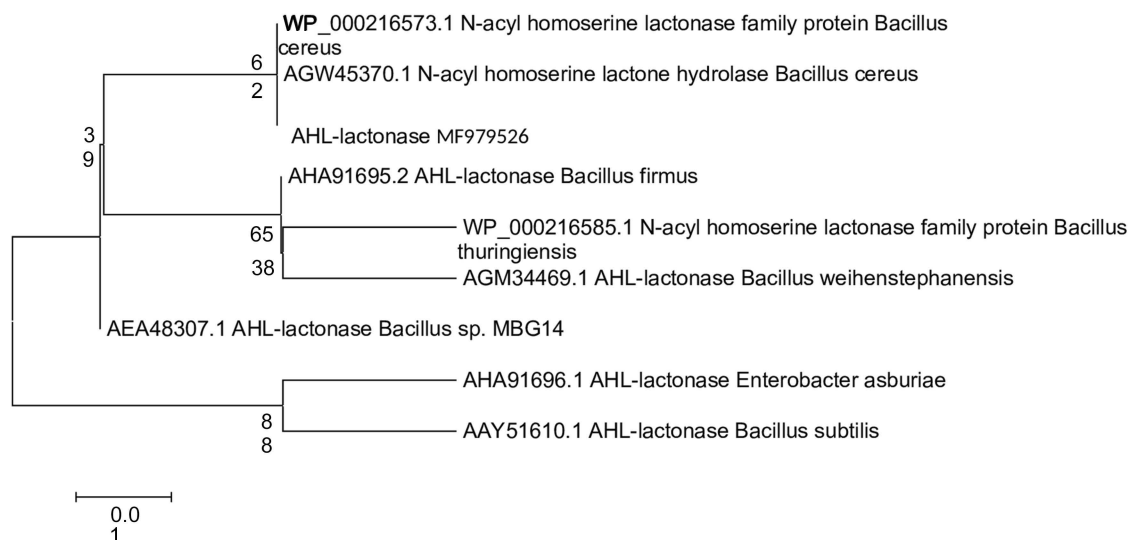 WP_000216573.1 N-acyl homoserine lactonase family protein Bacillus
cereus
6
2
AGW45370.1 N-acyl homoserine lactone hydrolase Bacillus cereus
3
9
AHL-lactonase MF979526
AHA91695.2 AHL-lactonase Bacillus firmus
65
WP_000216585.1 N-acyl homoserine lactonase family protein Bacillus
thuringiensis
38
AGM34469.1 AHL-lactonase Bacillus weihenstephanensis
AEA48307.1 AHL-lactonase Bacillus sp. MBG14
AHA91696.1 AHL-lactonase Enterobacter asburiae
8
8
AAY51610.1 AHL-lactonase Bacillus subtilis
0.0
1